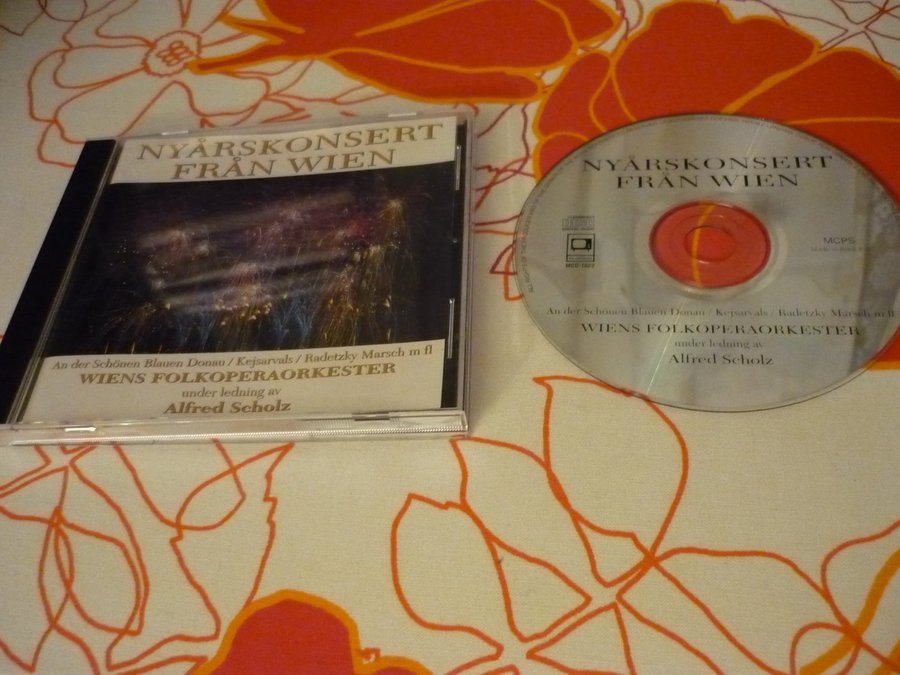 NYÅRSKONSERT
FRÅN WIEN
An der Schönen Blauen Donau / Kejsarvals / Radetzky Marsch m fl
WIENS FOLKOPERAORKESTER
under ledning av
Alfred Scholz
NYÅRSKONSERT
FRÅN WIEN
MCPS
An der Schönen Blauen Donau / Kejsarvals / Radetzky Marsch m fl
WIENS FOLKOPERAORKESTER
under ledning av
Alfred Scholz